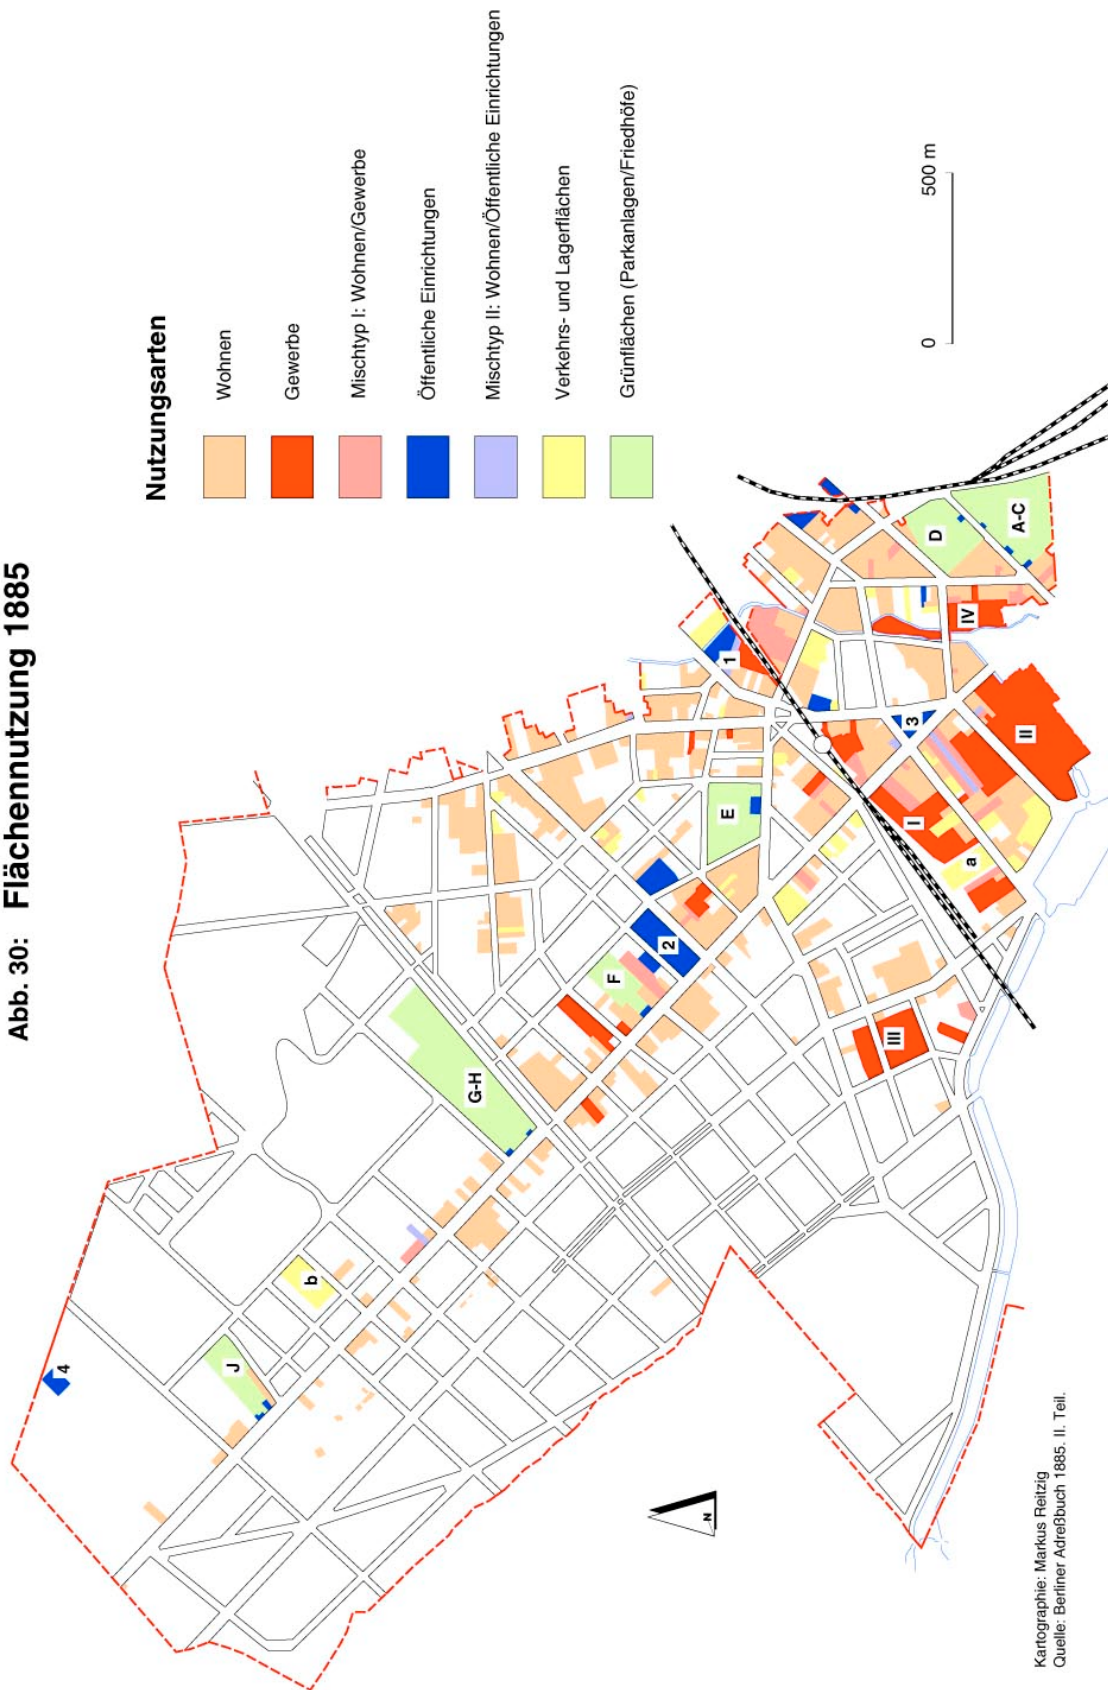 Abb. 30: Flächennutzung 1885
Nutzungsarten
Wohnen
Gewerbe
Mischtyp I: Wohnen/Gewerbe
Öffentliche Einrichtungen
Mischtyp II: Wohnen/Öffentliche Einrichtungen
Verkehrs- und Lagerflächen
Grünflächen (Parkanlagen/Friedhöfe)
0 500 m
4
J
b
G-H
F
2
E
1
D
A-C
IV
3
II
I
a
III
N
Kartographie: Markus Reitzig
Quelle: Berliner Adreßbuch 1885. II. Teil.